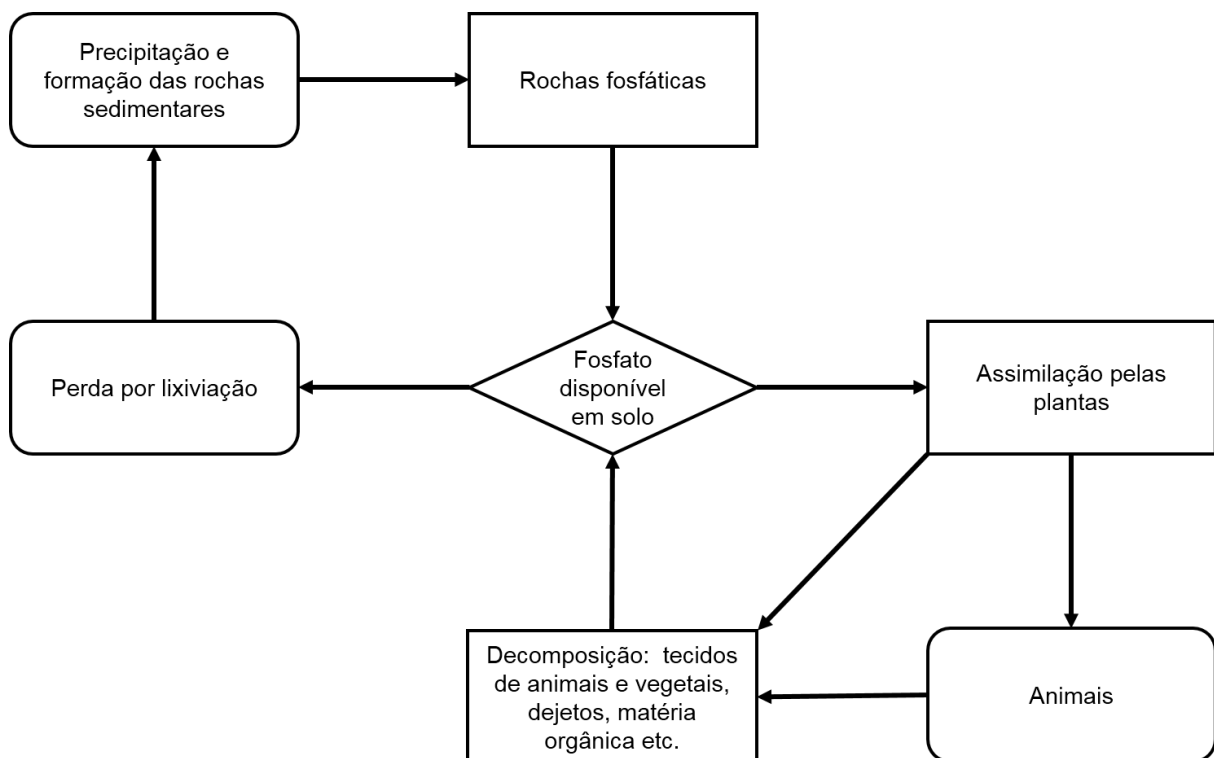 Precipitação e
formação das rochas
sedimentares
Rochas fosfáticas
Perda por lixiviação
Fosfato
disponível
em solo
Assimilação pelas
plantas
Decomposição:  tecidos
de animais e vegetais,
dejetos, matéria
orgânica etc.
Animais